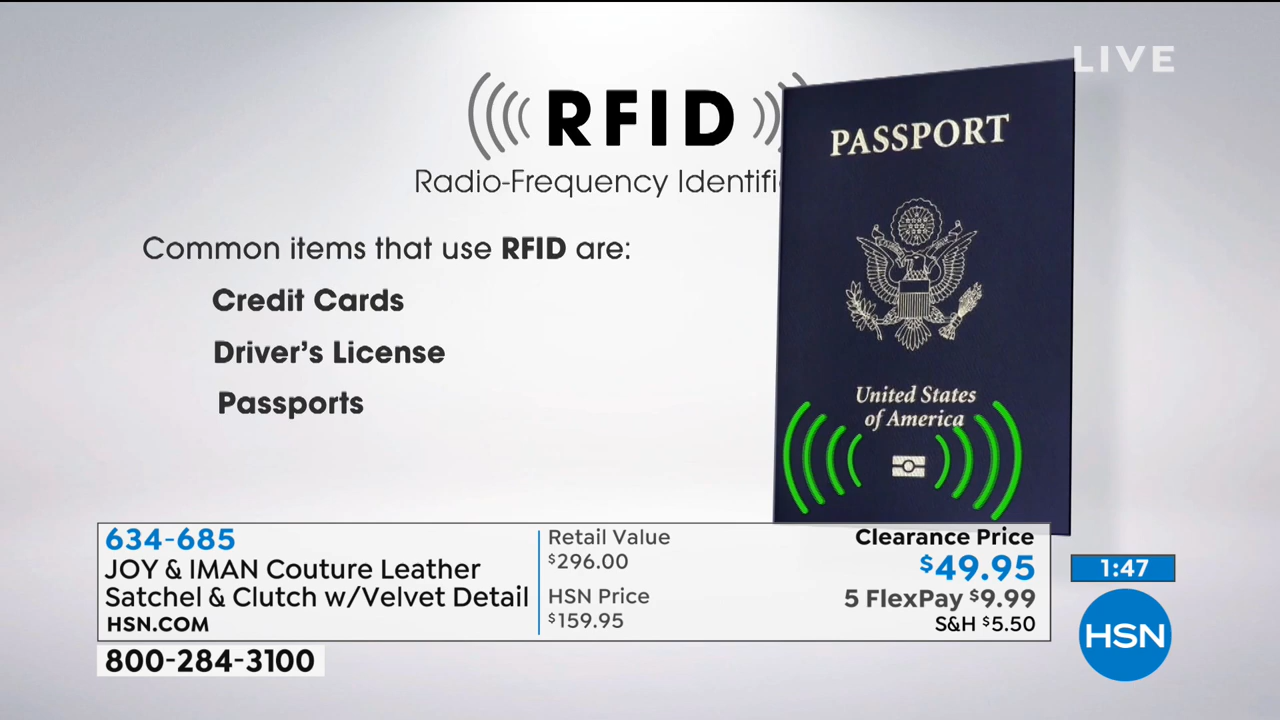 LIVE
RFID
Radio-Frequency Identifi
Common items that use RFID are:
Credit Cards
Driver's License
Passports
PASSPORT
United States
of America
634-685
JOY & IMAN Couture Leather
Satchel & Clutch w/Velvet Detail
HSN.COM
Retail Value
$296.00
HSN Price
$159.95
Clearance Price
$49.95
5 FlexPay $9.99
S&H $5.50
1:47
HSN
800-284-3100